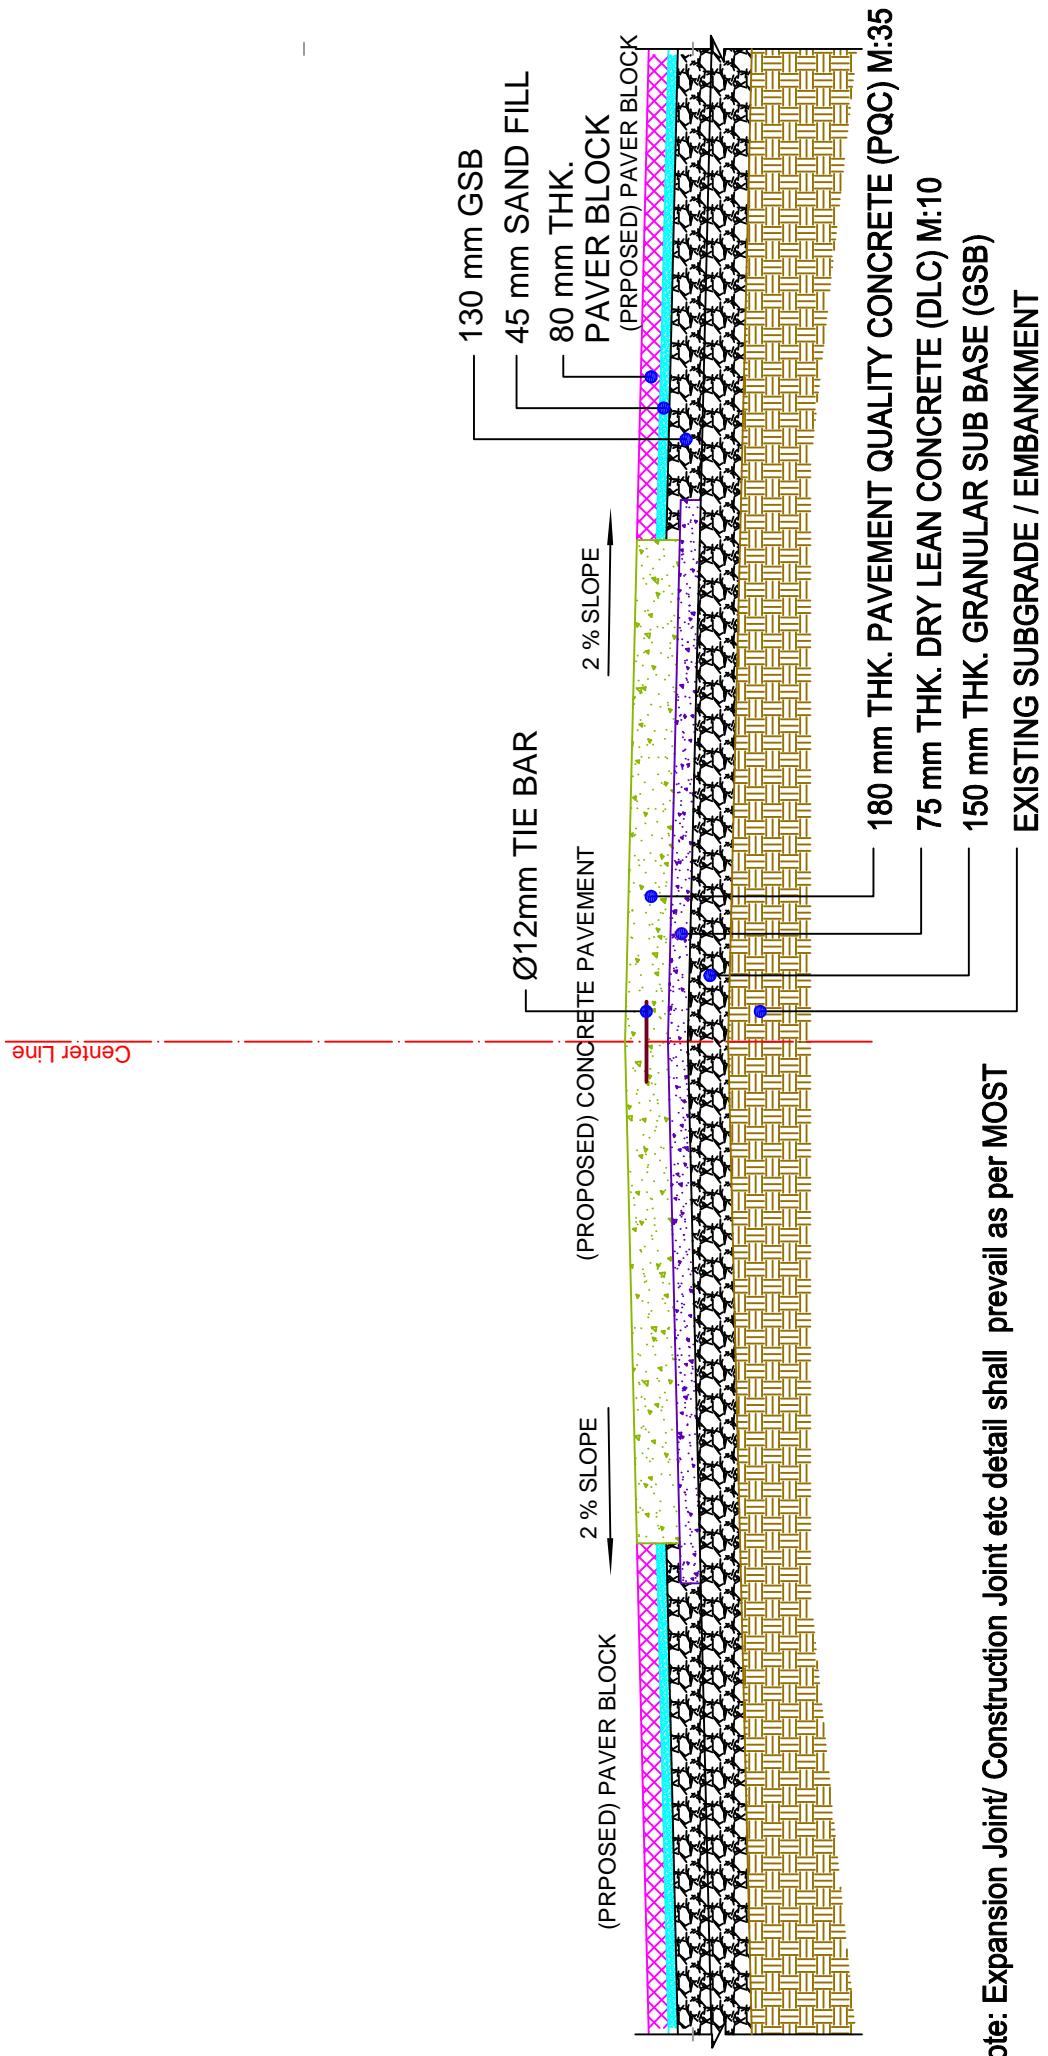 Center Line
130 mm GSB
45 mm SAND FILL
80 mm THK.
PAVER BLOCK
(PRPOSED) PAVER BLOCK
Ø12mm TIE BAR
2 % SLOPE
(PROPOSED) CONCRETE PAVEMENT
2 % SLOPE
(PRPOSED) PAVER BLOCK
180 mm THK. PAVEMENT QUALITY CONCRETE (PQC) M:35
75 mm THK. DRY LEAN CONCRETE (DLC) M:10
150 mm THK. GRANULAR SUB BASE (GSB)
EXISTING SUBGRADE / EMBANKMENT
ote: Expansion Joint/ Construction Joint etc detail shall prevail as per MOST